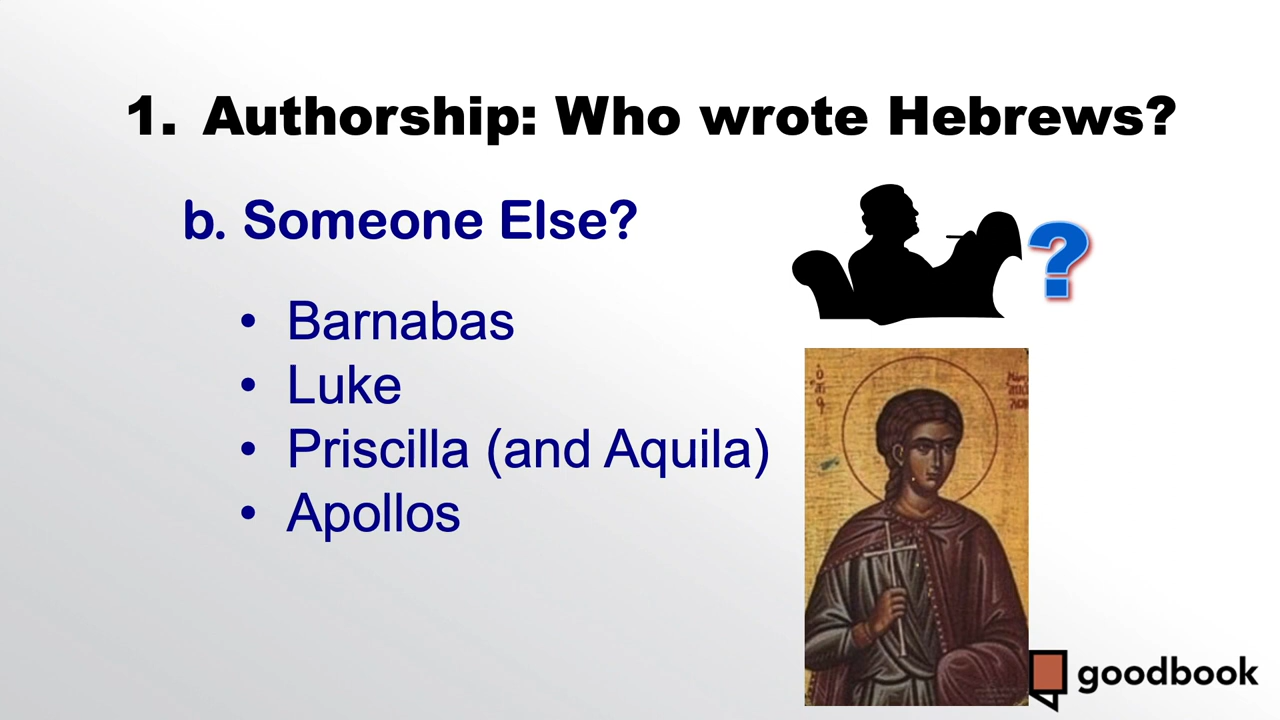 1. Authorship: Who wrote Hebrews?
b. Someone Else?
• Barnabas
• Luke
• Priscilla (and Aquila)
• Apollos
?
goodbook